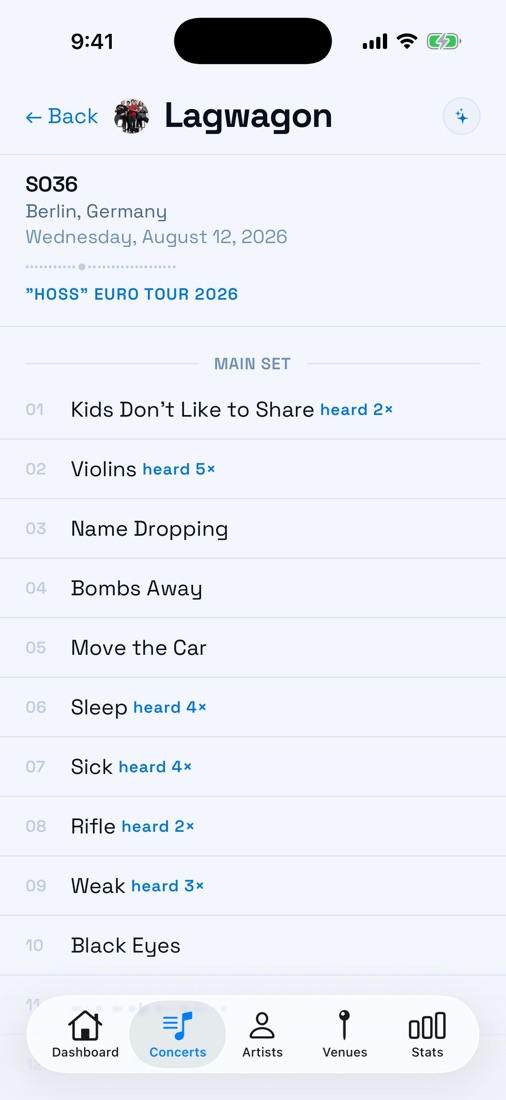 9:41
← Back Lagwagon
SO36
Berlin, Germany
Wednesday, August 12, 2026
"HOSS" EURO TOUR 2026
MAIN SET
01 Kids Don't Like to Share heard 2×
02 Violins heard 5×
03 Name Dropping
04 Bombs Away
05 Move the Car
06 Sleep heard 4×
07 Sick heard 4×
08 Rifle heard 2×
09 Weak heard 3×
10 Black Eyes
11
Dashboard Concerts Artists Venues Stats